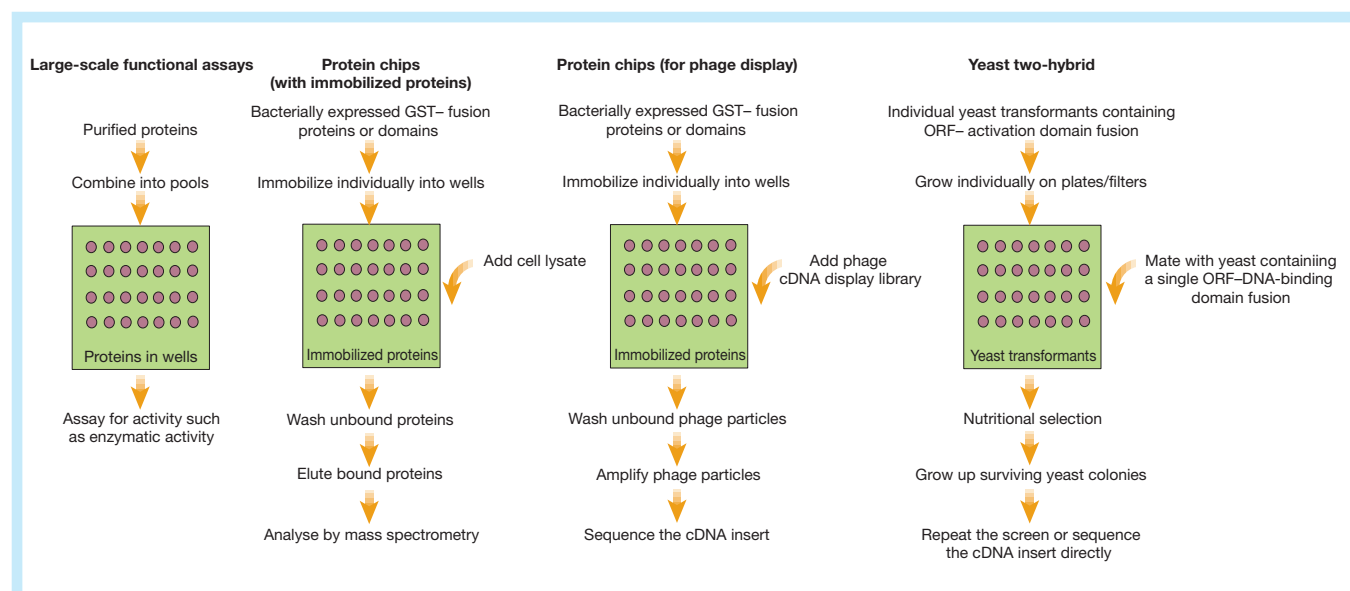 Large-scale functional assays
Purified proteins
Combine into pools
Proteins in wells
Assay for activity such
as enzymatic activity
Protein chips
(with immobilized proteins)
Bacterially expressed GST– fusion
proteins or domains
Immobilize individually into wells
Add cell lysate
Immobilized proteins
Wash unbound proteins
Elute bound proteins
Analyse by mass spectrometry
Protein chips (for phage display)
Bacterially expressed GST– fusion
proteins or domains
Immobilize individually into wells
Add phage
cDNA display library
Immobilized proteins
Wash unbound phage particles
Amplify phage particles
Sequence the cDNA insert
Yeast two-hybrid
Individual yeast transformants containing
ORF– activation domain fusion
Grow individually on plates/filters
Mate with yeast containiing
a single ORF–DNA-binding
domain fusion
Yeast transformants
Nutritional selection
Grow up surviving yeast colonies
Repeat the screen or sequence
the cDNA insert directly